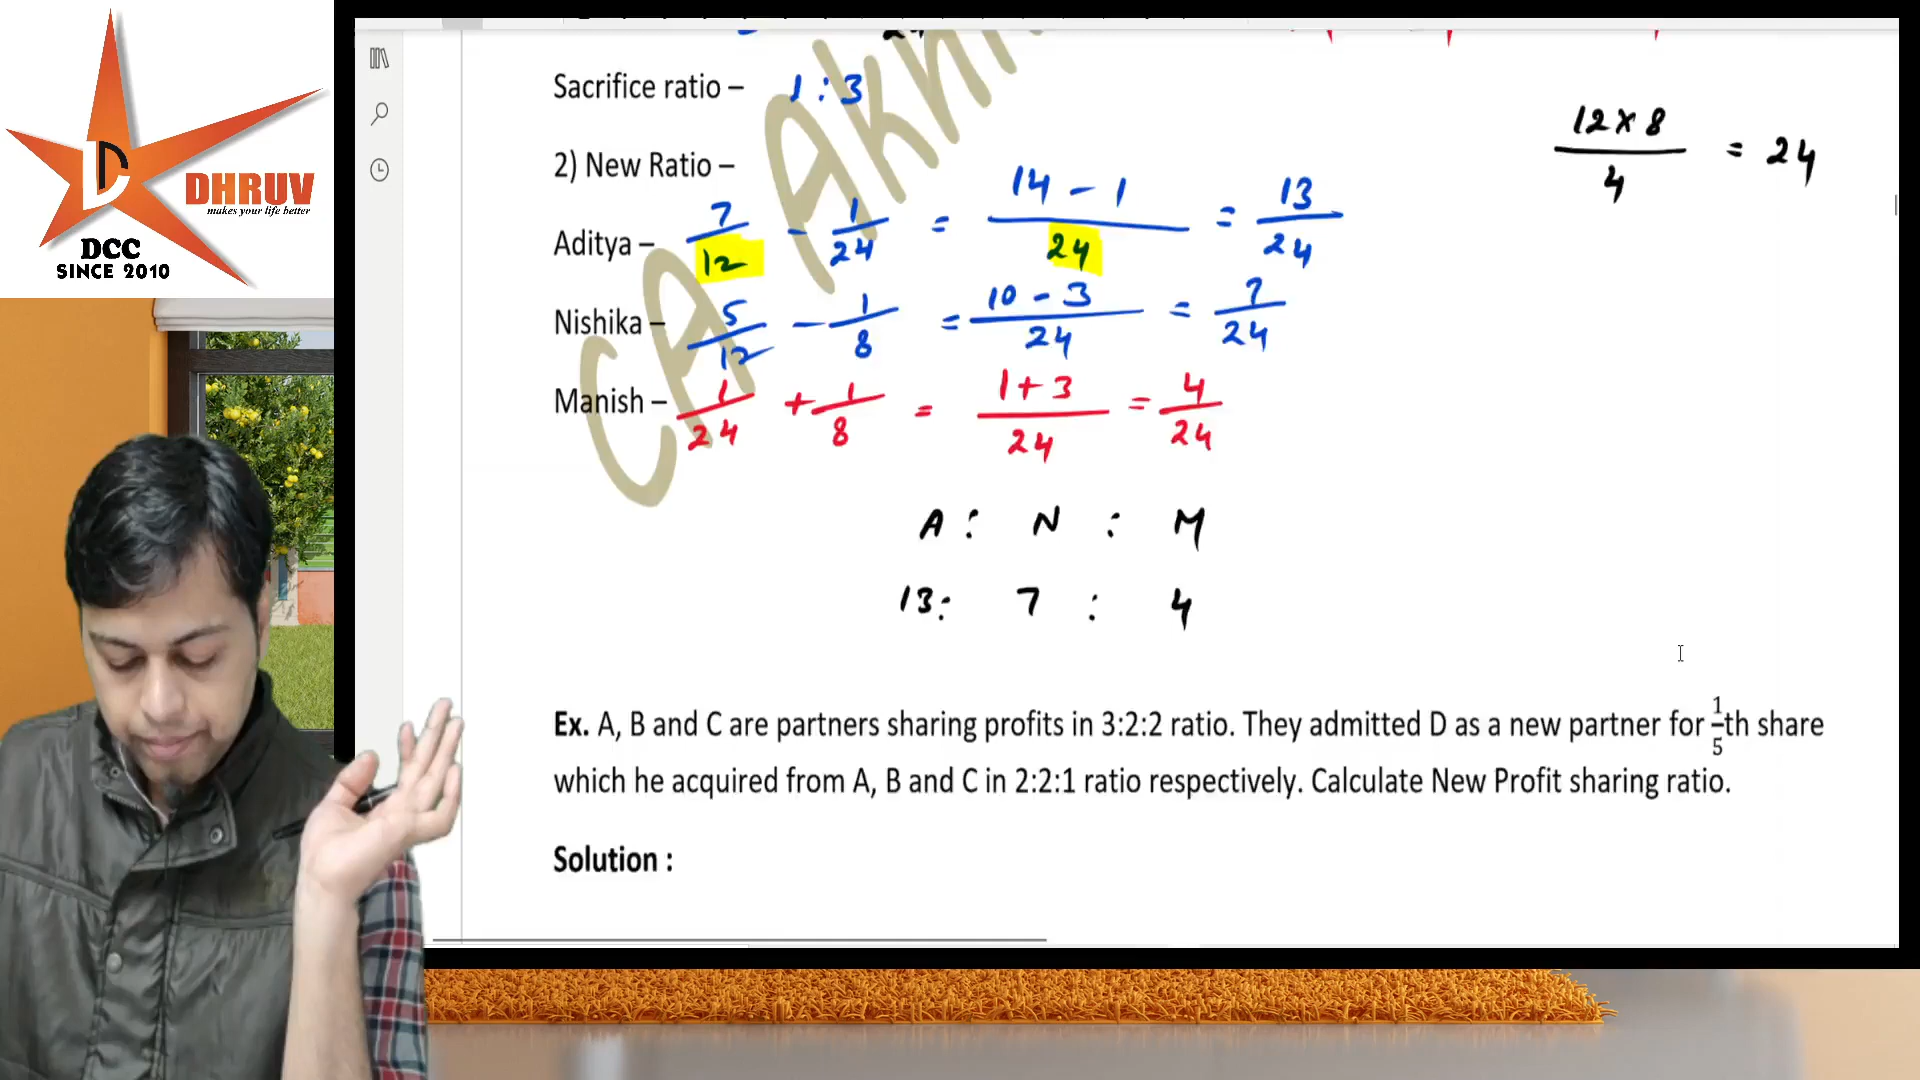 DHRUV
makes your life better
DCC
SINCE 2010
Sacrifice ratio – 1 : 3
12 × 8 / 4 = 24
2) New Ratio –
Aditya – 7/12 - 1/24 = 14 - 1 / 24 = 13/24
Nishika – 5/12 - 1/8 = 10 - 3 / 24 = 7/24
Manish – 1/24 + 1/8 = 1 + 3 / 24 = 4/24
CA Akh
A : N : M
13 : 7 : 4
Ex. A, B and C are partners sharing profits in 3:2:2 ratio. They admitted D as a new partner for 1/5th share
which he acquired from A, B and C in 2:2:1 ratio respectively. Calculate New Profit sharing ratio.
Solution :